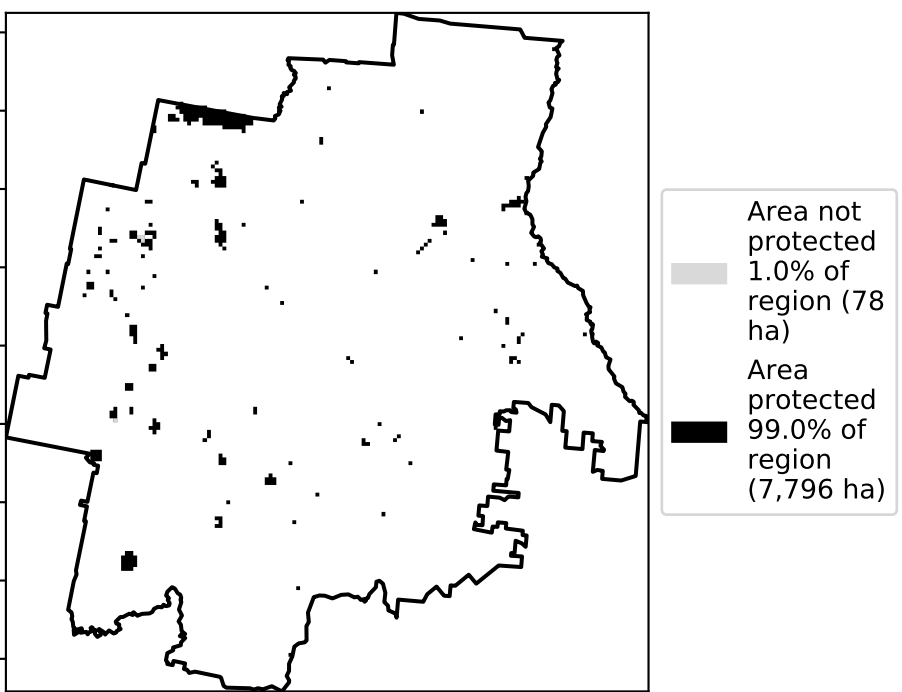 Area not
protected
1.0% of
region (78
ha)
Area
protected
99.0% of
region
(7,796 ha)